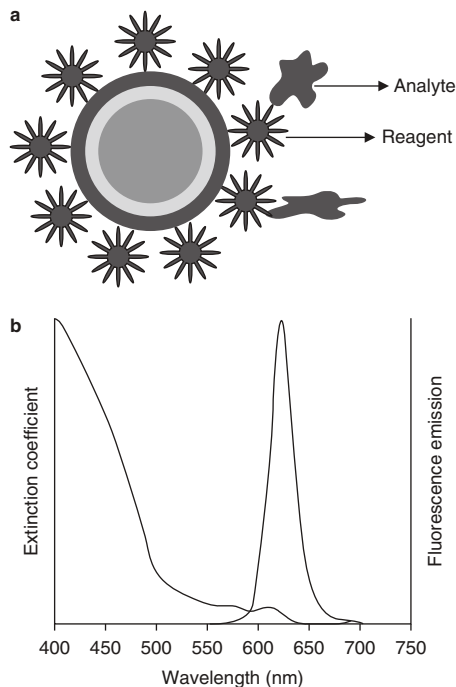 a
Analyte
Reagent
b
Extinction coefficient
Fluorescence emission
400 450 500 550 600 650 700 750
Wavelength (nm)